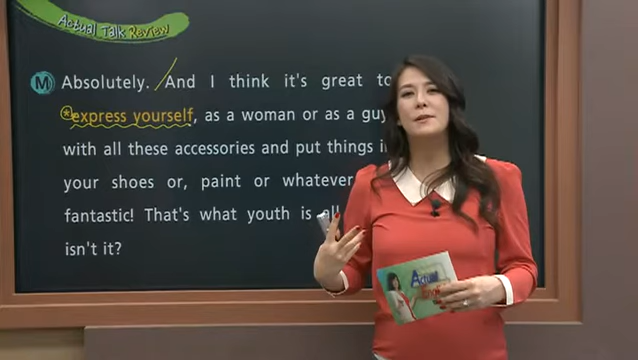 Actual Talk Review
M Absolutely. And I think it's great to
*express yourself, as a woman or as a guy
with all these accessories and put things
your shoes or, paint or whatever
fantastic! That's what youth is all
isn't it?
Actual